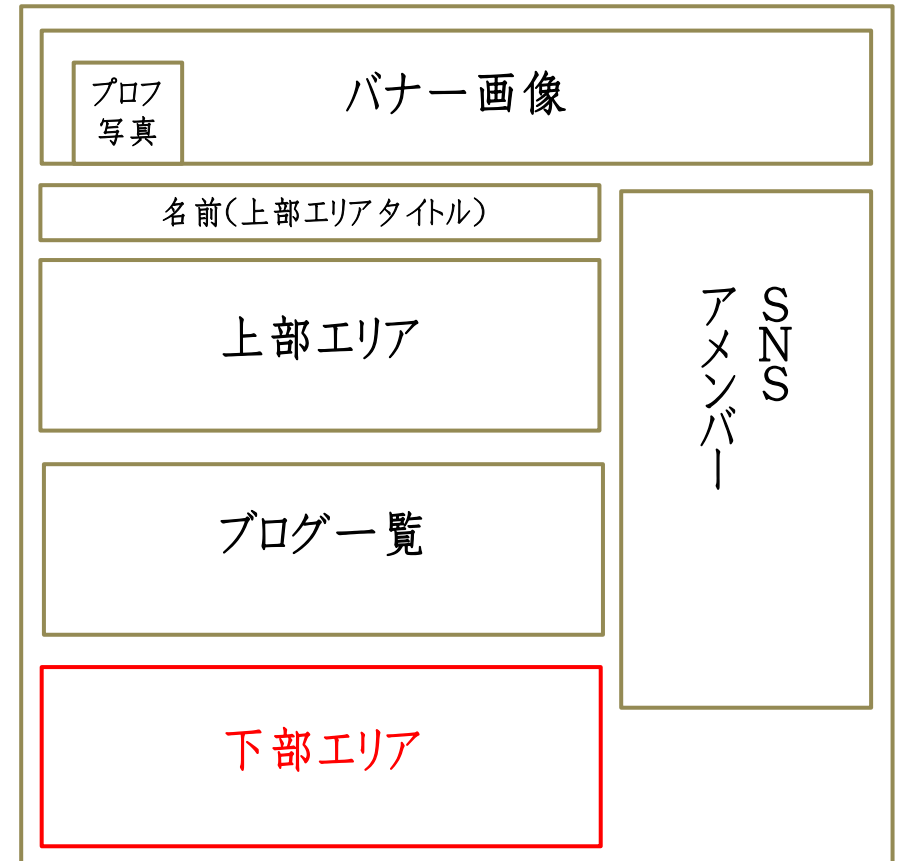 プロフ
写真
バナー画像
名前(上部エリアタイトル)
上部エリア
SNS
アメンバー
ブログ一覧
下部エリア